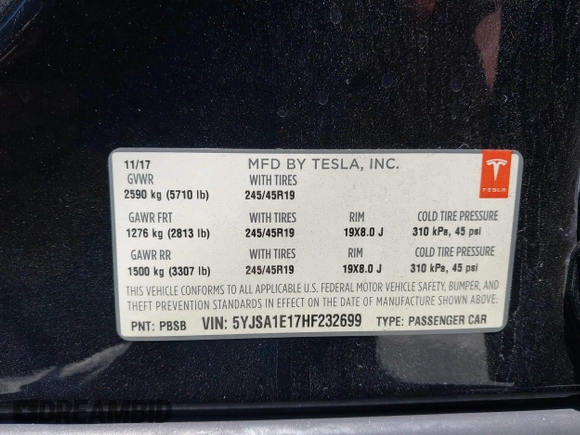 11/17 MFD BY TESLA, INC.
GVWR WITH TIRES
2590 kg (5710 lb) 245/45R19
TESLA
GAWR FRT WITH TIRES RIM COLD TIRE PRESSURE
1276 kg (2813 lb) 245/45R19 19X8.0 J 310 kPa, 45 psi
GAWR RR WITH TIRES RIM COLD TIRE PRESSURE
1500 kg (3307 lb) 245/45R19 19X8.0 J 310 kPa, 45 psi
THIS VEHICLE CONFORMS TO ALL APPLICABLE U.S. FEDERAL MOTOR VEHICLE SAFETY, BUMPER, AND
THEFT PREVENTION STANDARDS IN EFFECT ON THE DATE OF MANUFACTURE SHOWN ABOVE.
PNT: PBSB VIN: 5YJSA1E17HF232699 TYPE: PASSENGER CAR
DREAMBID